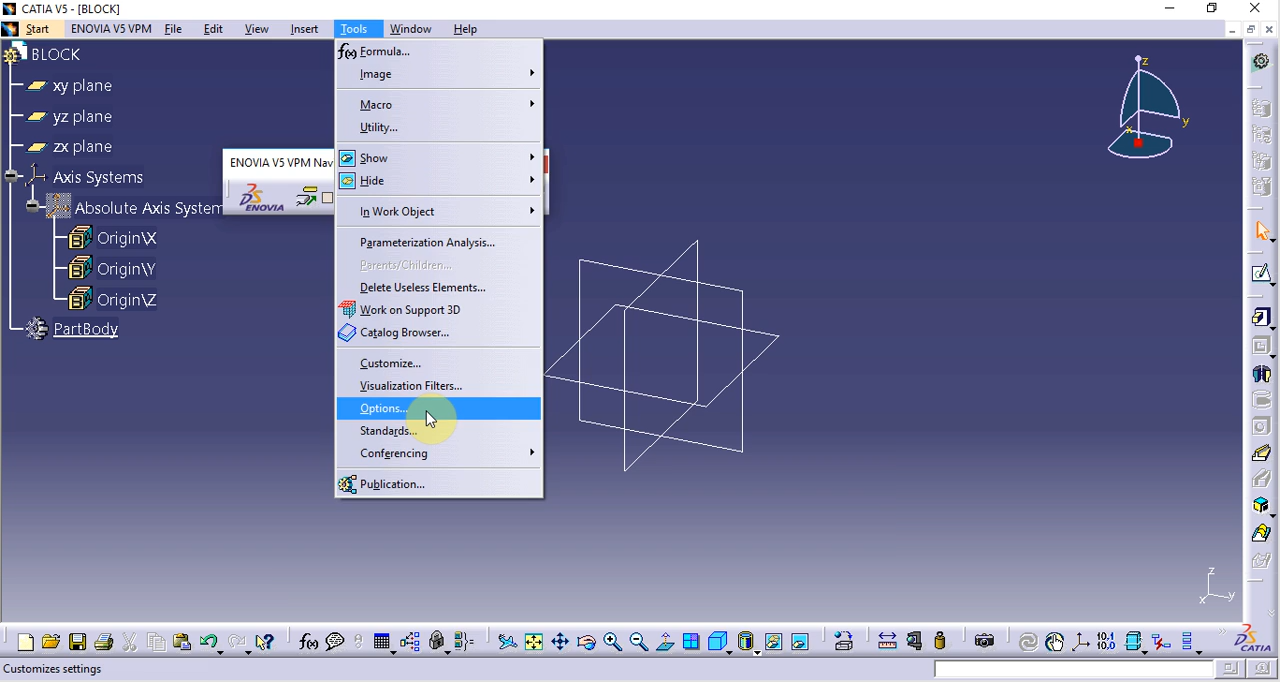 CATIA V5 - [BLOCK]
Start ENOVIA V5 VPM File Edit View Insert Tools Window Help
BLOCK
xy plane
yz plane
zx plane
Axis Systems
Absolute Axis System
Origin\X
Origin\Y
Origin\Z
PartBody
ENOVIA V5 VPM Nav
ENOVIA
Formula...
Image
Macro
Utility...
Show
Hide
In Work Object
Parameterization Analysis...
Parents/Children...
Delete Useless Elements...
Work on Support 3D
Catalog Browser...
Customize...
Visualization Filters...
Options...
Standards...
Conferencing
Publication...
z
x
y
z
x
y
CATIA
Customizes settings